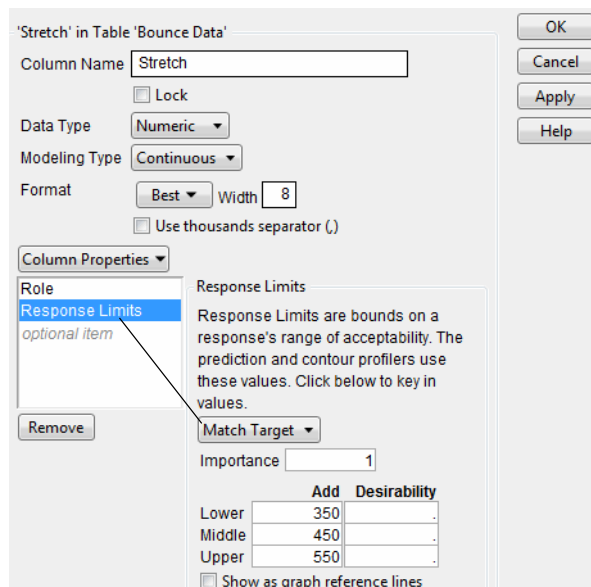 'Stretch' in Table 'Bounce Data'
OK
Column Name Stretch
Cancel
Lock
Apply
Data Type Numeric
Help
Modeling Type Continuous
Format Best Width 8
Use thousands separator (,)
Column Properties
Role
Response Limits
optional item
Remove
Response Limits
Response Limits are bounds on a
response's range of acceptability. The
prediction and contour profilers use
these values. Click below to key in
values.
Match Target
Importance 1
Add Desirability
Lower 350 .
Middle 450 .
Upper 550 .
Show as graph reference lines